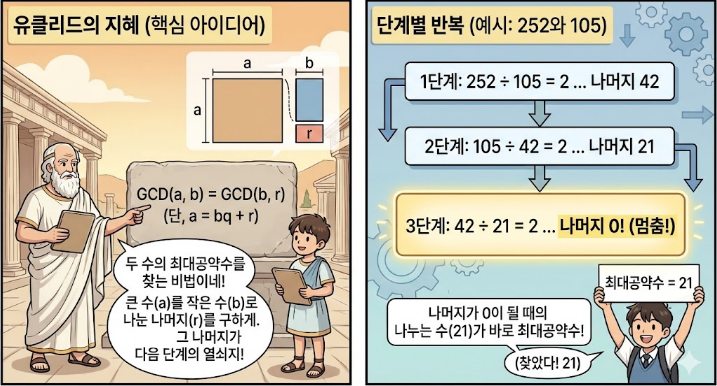 유클리드의 지혜 (핵심 아이디어)
a
b
a
r
GCD(a, b) = GCD(b, r)
(단, a = bq + r)
두 수의 최대공약수를
찾는 비법이네!
큰 수(a)를 작은 수(b)로
나눈 나머지(r)를 구하게.
그 나머지가
다음 단계의 열쇠지!
단계별 반복 (예시: 252와 105)
1단계: 252 ÷ 105 = 2 ... 나머지 42
2단계: 105 ÷ 42 = 2 ... 나머지 21
3단계: 42 ÷ 21 = 2 ... 나머지 0! (멈춤!)
최대공약수 = 21
나머지가 0이 될 때의
나누는 수(21)가 바로 최대공약수!
(찾았다! 21)